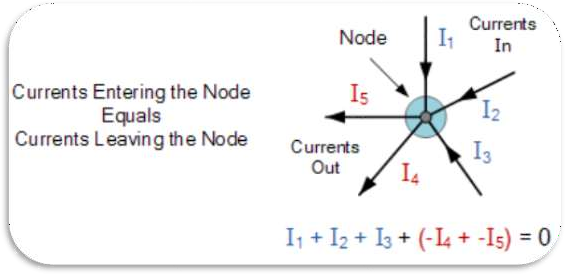 Currents Entering the Node
Equals
Currents Leaving the Node
Node
I₁
Currents
In
I₅
I₂
Currents
Out
I₃
I₄
I₁ + I₂ + I₃ + (-I₄ + -I₅) = 0